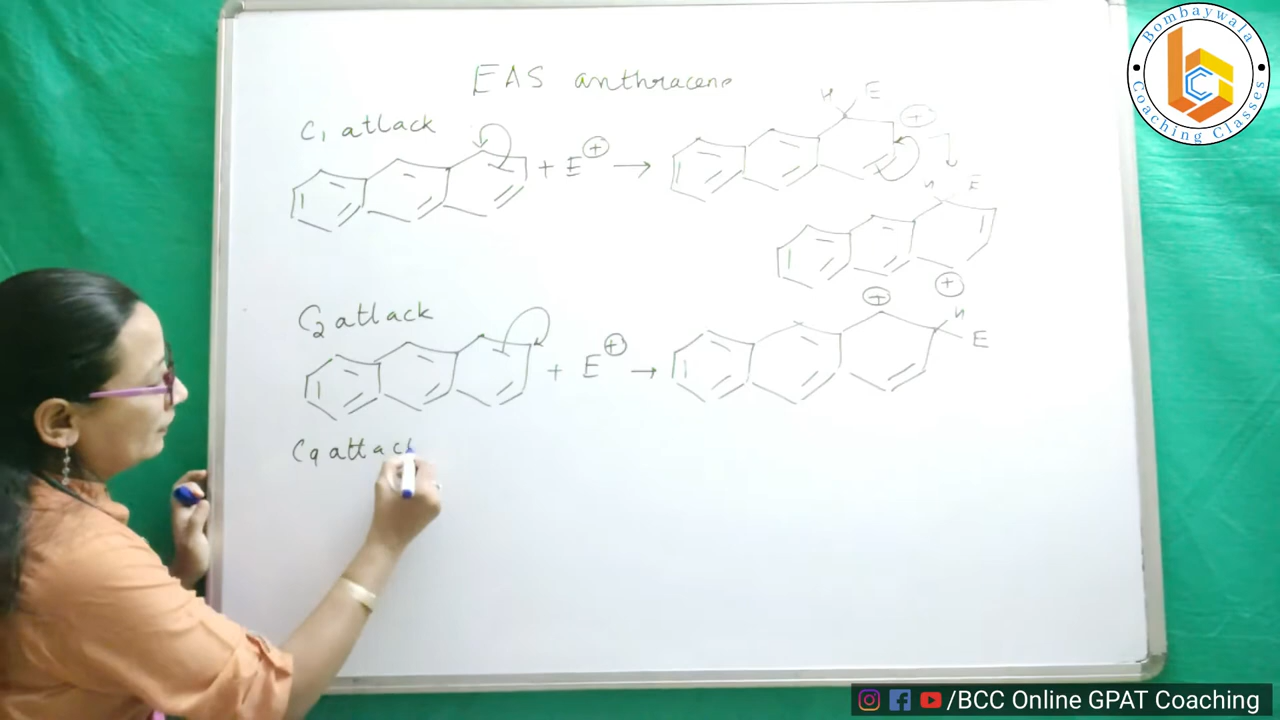 Bombaywala
Coaching Classes
EAS anthracene
C1 attack
+ E⊕ →
H E
⊕
H E
⊕
C2 attack
+ E⊕ →
⊕
H
E
C9 attack
/BCC Online GPAT Coaching